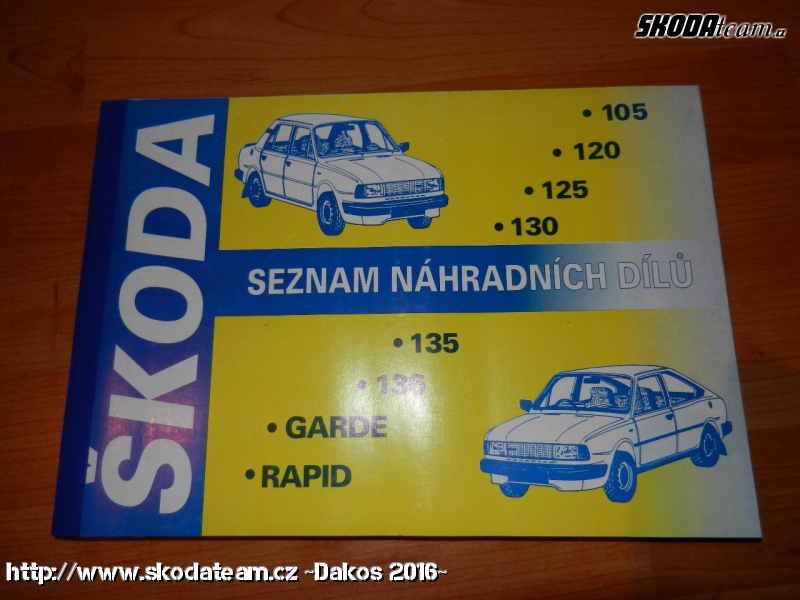 SKODAteam.cz
ŠKODA
• 105
• 120
• 125
• 130
SEZNAM NÁHRADNÍCH DÍLŮ
• 135
• 136
• GARDE
• RAPID
http://www.skodateam.cz ~Dakos 2016~